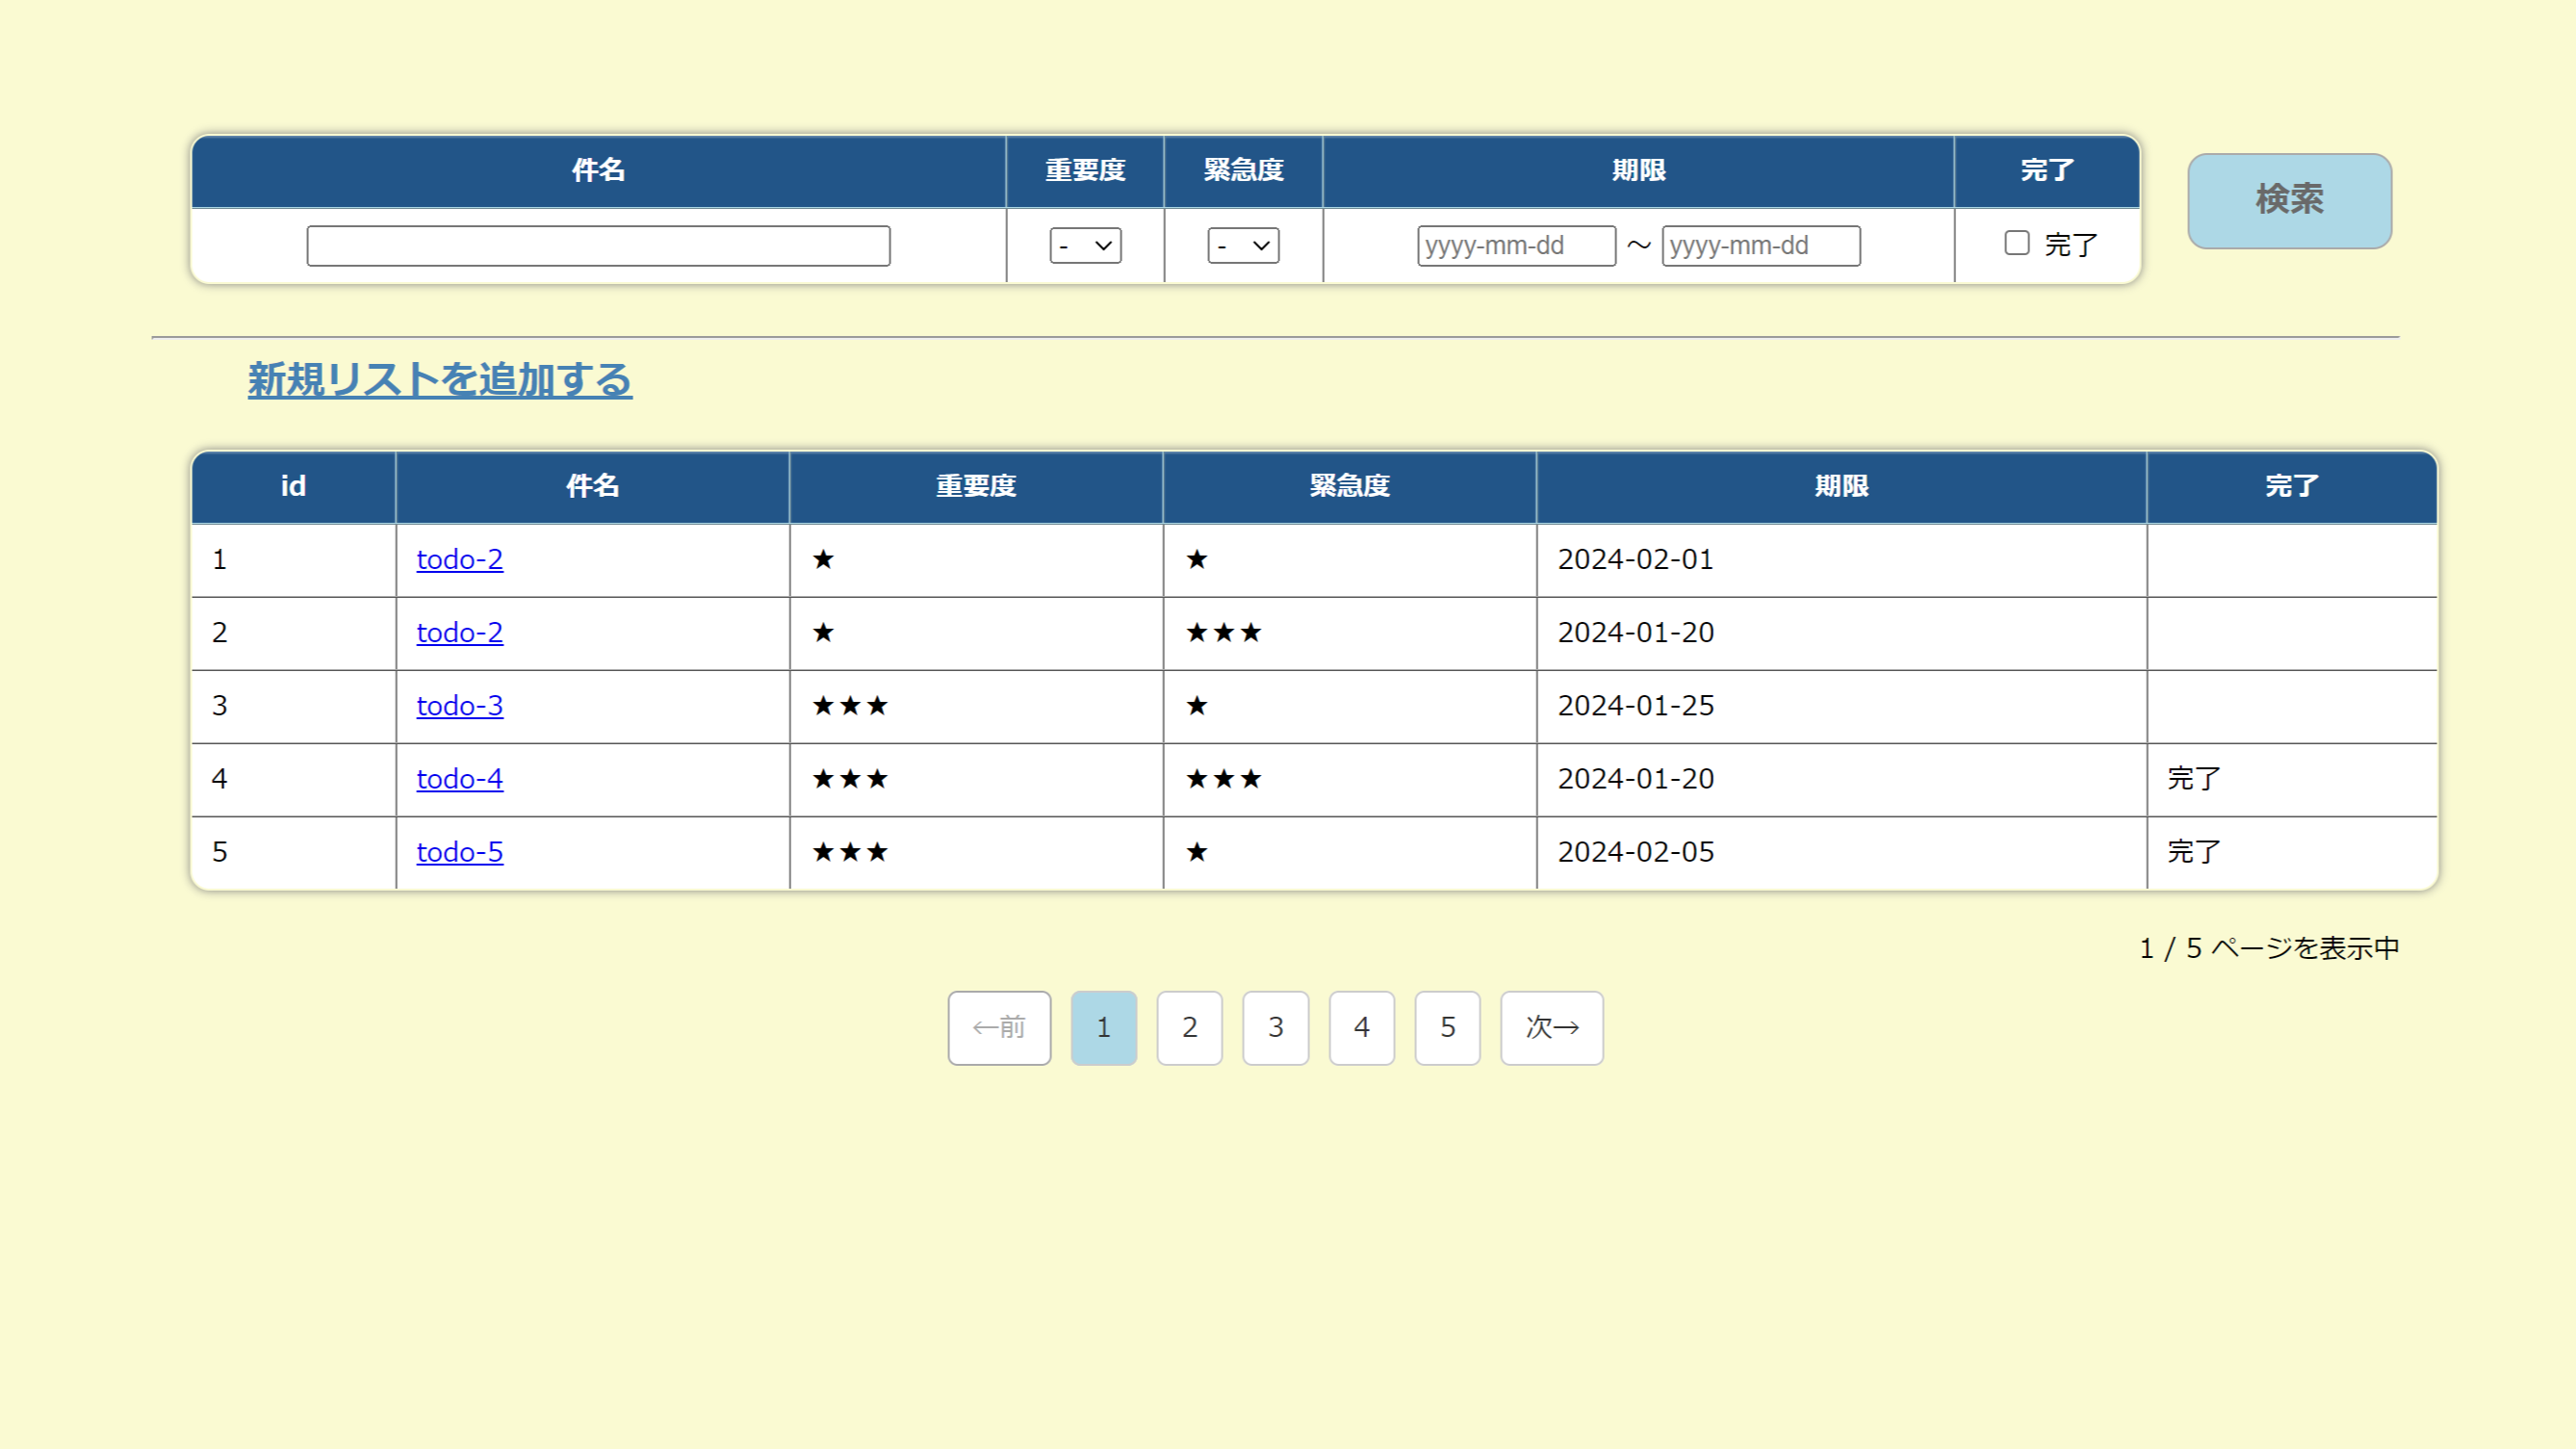 件名 重要度 緊急度 期限 完了
検索
- - yyyy-mm-dd ～ yyyy-mm-dd 完了
新規リストを追加する
id 件名 重要度 緊急度 期限 完了
1 todo-2 ★ ★ 2024-02-01
2 todo-2 ★ ★★★ 2024-01-20
3 todo-3 ★★★ ★ 2024-01-25
4 todo-4 ★★★ ★★★ 2024-01-20 完了
5 todo-5 ★★★ ★ 2024-02-05 完了
1 / 5 ページを表示中
←前 1 2 3 4 5 次→